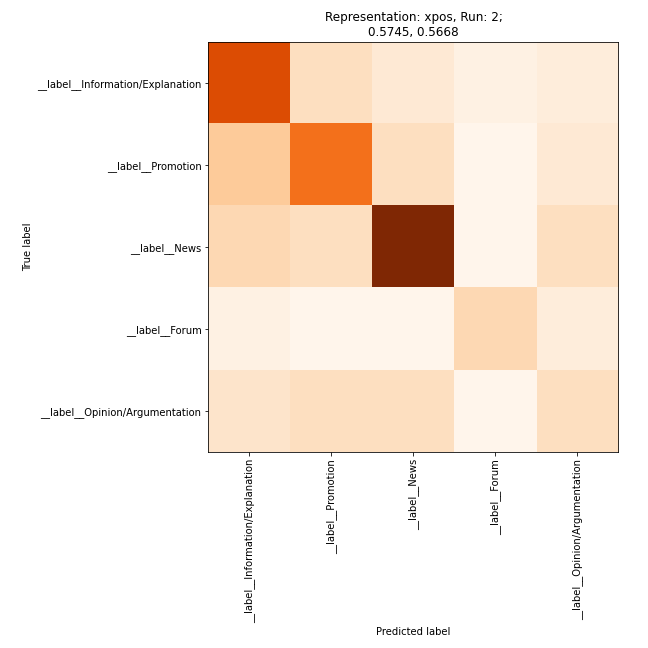 Representation: xpos, Run: 2;
0.5745, 0.5668
True label
__label__Information/Explanation
__label__Promotion
__label__News
__label__Forum
__label__Opinion/Argumentation
__label__Information/Explanation
__label__Promotion
__label__News
__label__Forum
__label__Opinion/Argumentation
Predicted label